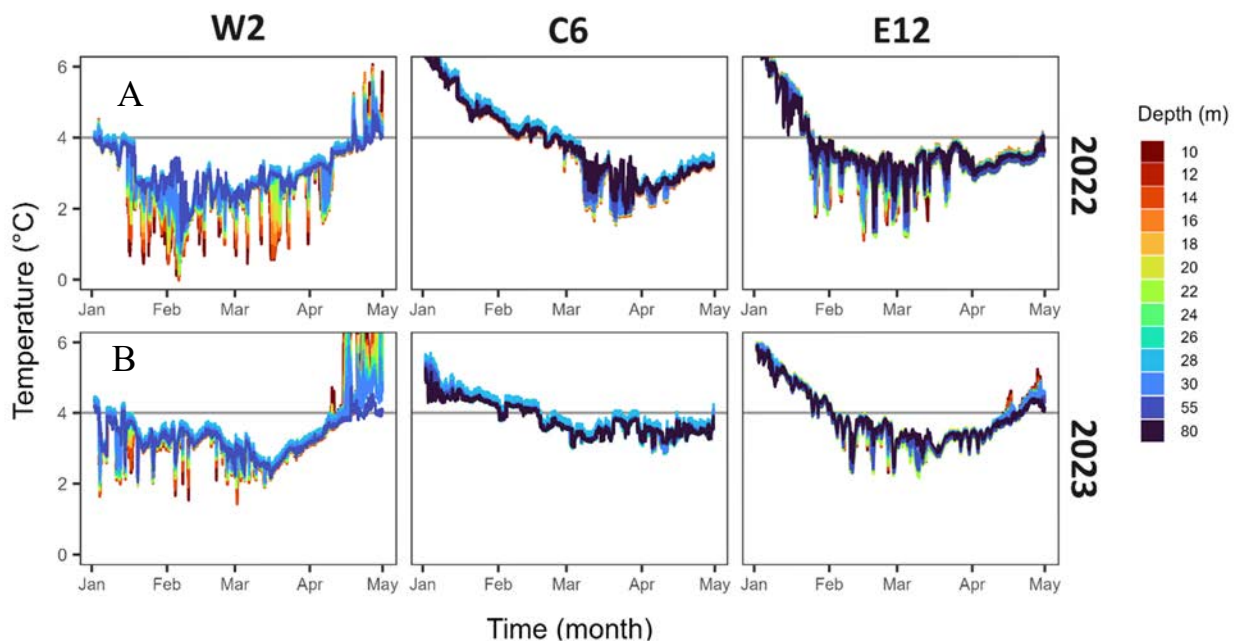 W2 C6 E12
A
6
4
2
0
Jan Feb Mar Apr May
Jan Feb Mar Apr May
Jan Feb Mar Apr May
2022
B
6
4
2
0
Jan Feb Mar Apr May
Jan Feb Mar Apr May
Jan Feb Mar Apr May
2023
Temperature (°C)
Time (month)
Depth (m)
10
12
14
16
18
20
22
24
26
28
30
55
80